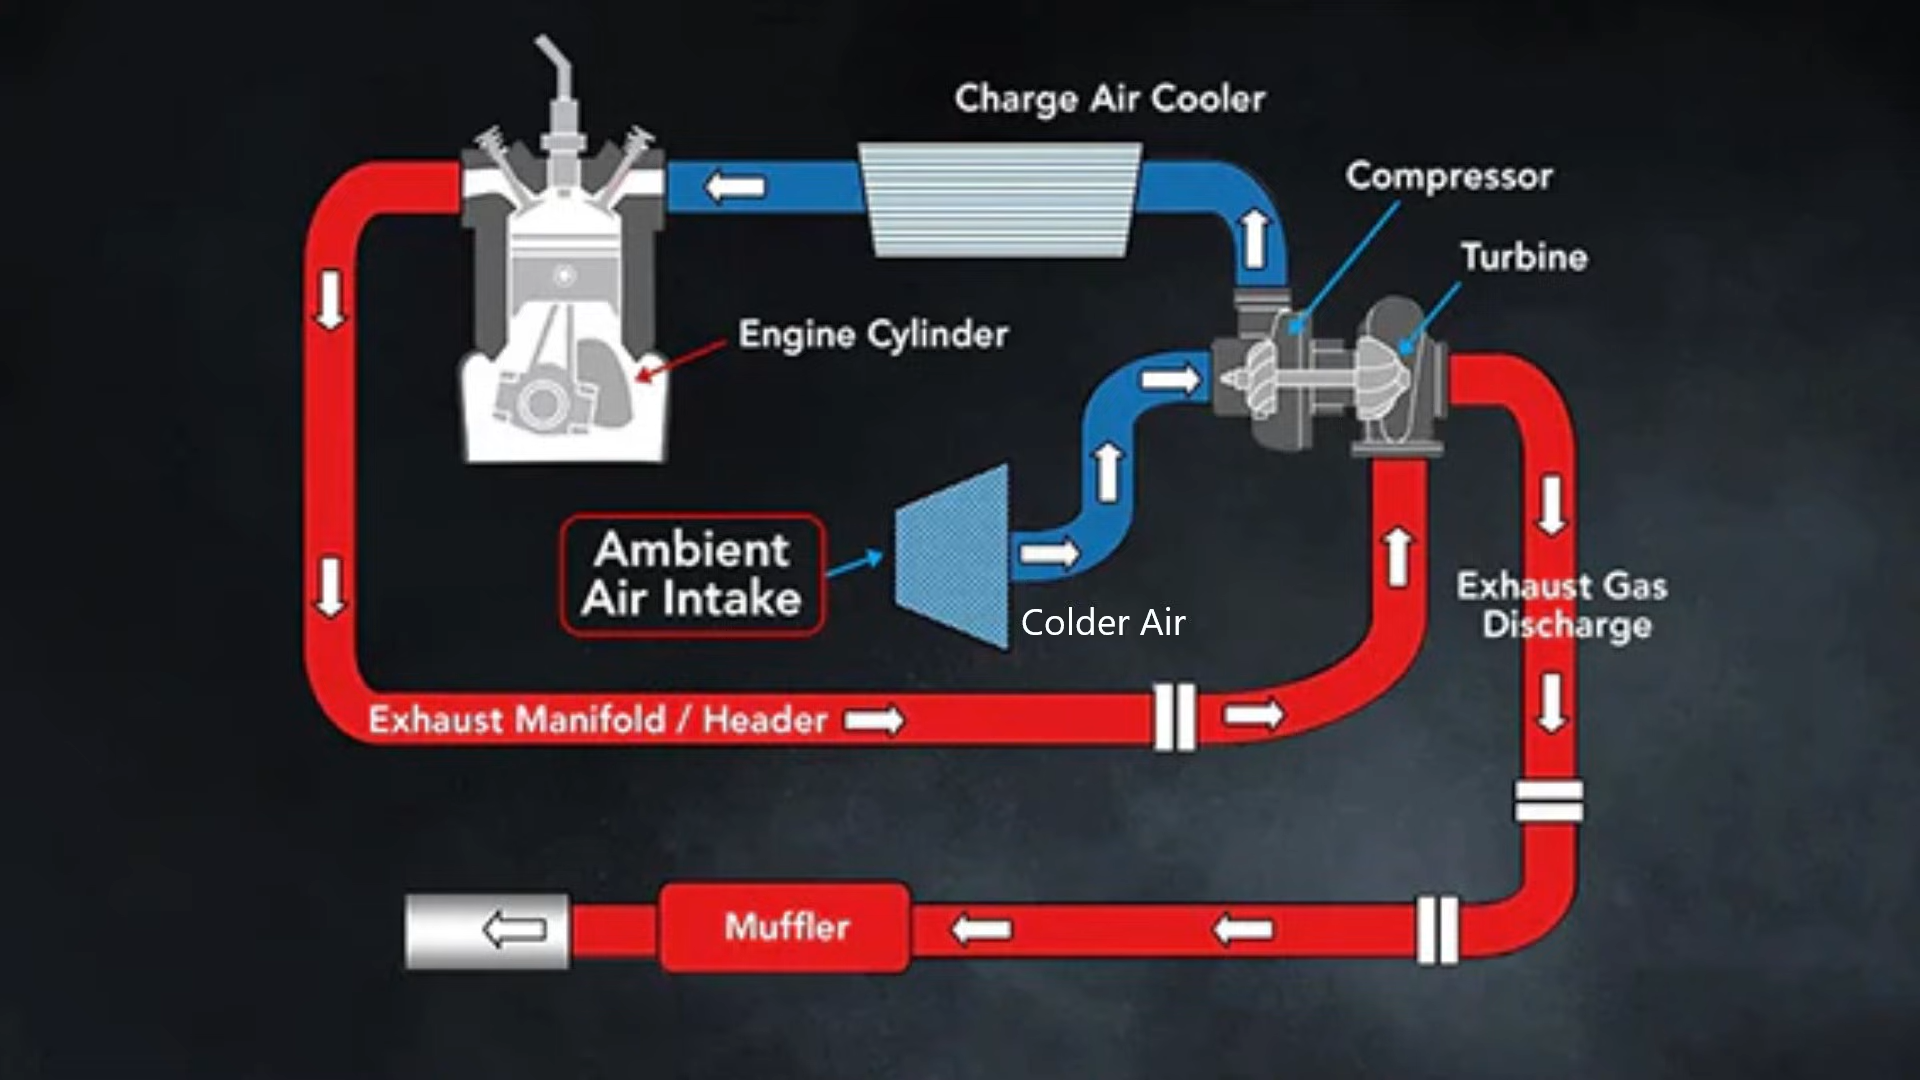 Charge Air Cooler
Compressor
Turbine
Engine Cylinder
Ambient
Air Intake
Colder Air
Exhaust Gas
Discharge
Exhaust Manifold / Header
Muffler